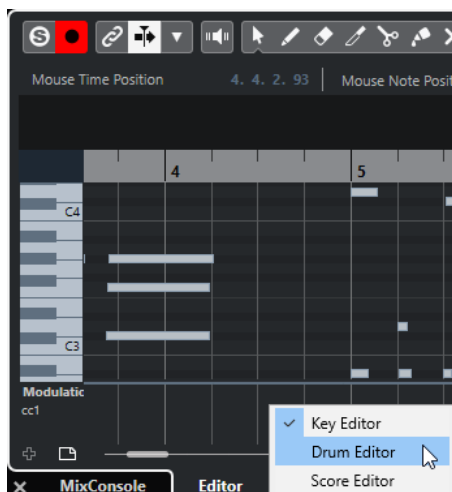 S
Mouse Time Position 4. 4. 2. 93 Mouse Note Posit
4 5
C4
C3
Modulatic
cc1
Key Editor
Drum Editor
Score Editor
MixConsole Editor